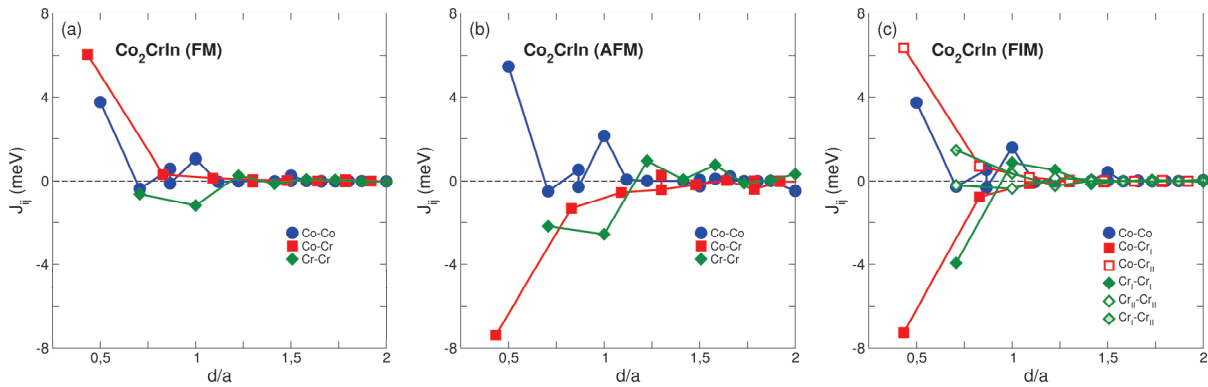 (a)
Co2CrIn (FM)
8
4
0
-4
-8
Jij (meV)
0,5
1
1,5
2
d/a
Co-Co
Co-Cr
Cr-Cr
(b)
Co2CrIn (AFM)
8
4
0
-4
-8
Jij (meV)
0,5
1
1,5
2
d/a
Co-Co
Co-Cr
Cr-Cr
(c)
Co2CrIn (FIM)
8
4
0
-4
-8
Jij (meV)
0,5
1
1,5
2
d/a
Co-Co
Co-CrI
Co-CrII
CrI-CrI
CrII-CrII
CrI-CrII